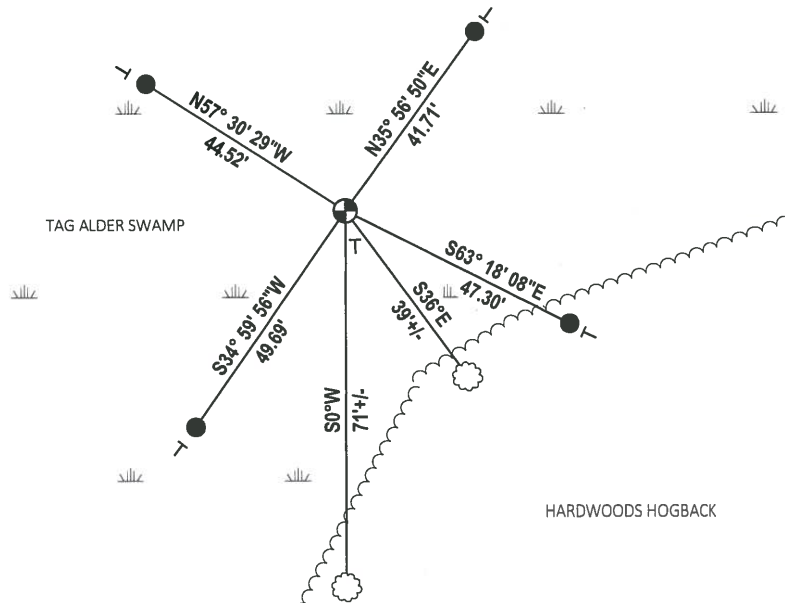 T
T
N57° 30' 29"W
44.52'
N35° 56' 50"E
41.71'
TAG ALDER SWAMP
T
S63° 18' 08"E
47.30'
S36°E
39'+/-
T
S34° 59' 56"W
49.69'
T
S0°W
71'+/-
HARDWOODS HOGBACK